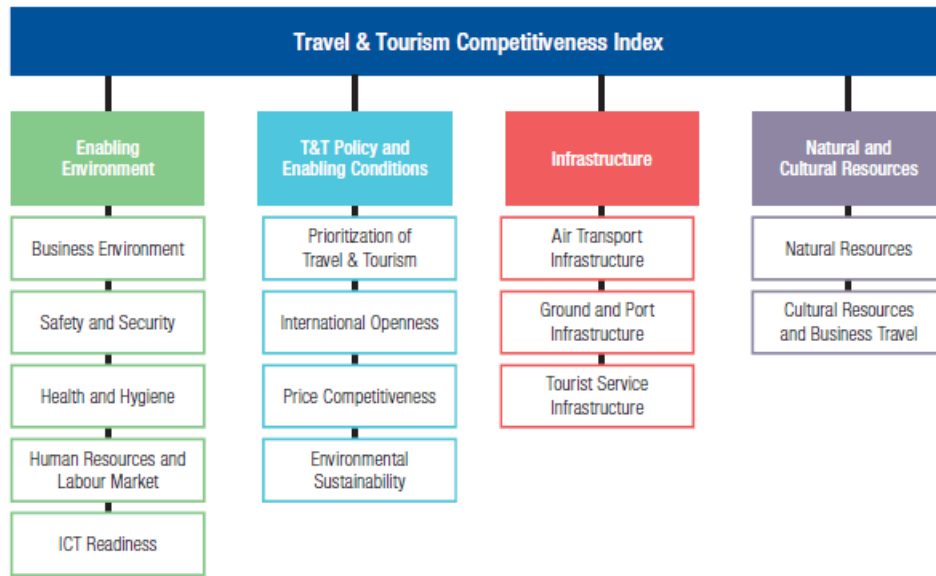 Travel & Tourism Competitiveness Index
Enabling
Environment
Business Environment
Safety and Security
Health and Hygiene
Human Resources and
Labour Market
ICT Readiness
T&T Policy and
Enabling Conditions
Prioritization of
Travel & Tourism
International Openness
Price Competitiveness
Environmental
Sustainability
Infrastructure
Air Transport
Infrastructure
Ground and Port
Infrastructure
Tourist Service
Infrastructure
Natural and
Cultural Resources
Natural Resources
Cultural Resources
and Business Travel